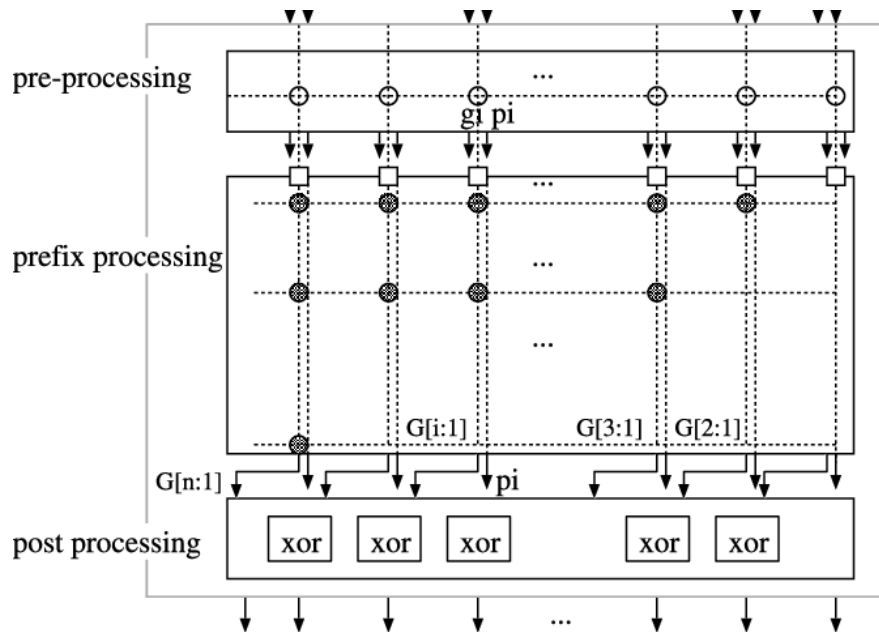 ...
pre-processing
gi pi
...
prefix processing
...
...
G[i:1] G[3:1] G[2:1]
G[n:1] pi
post processing xor xor xor xor xor
...